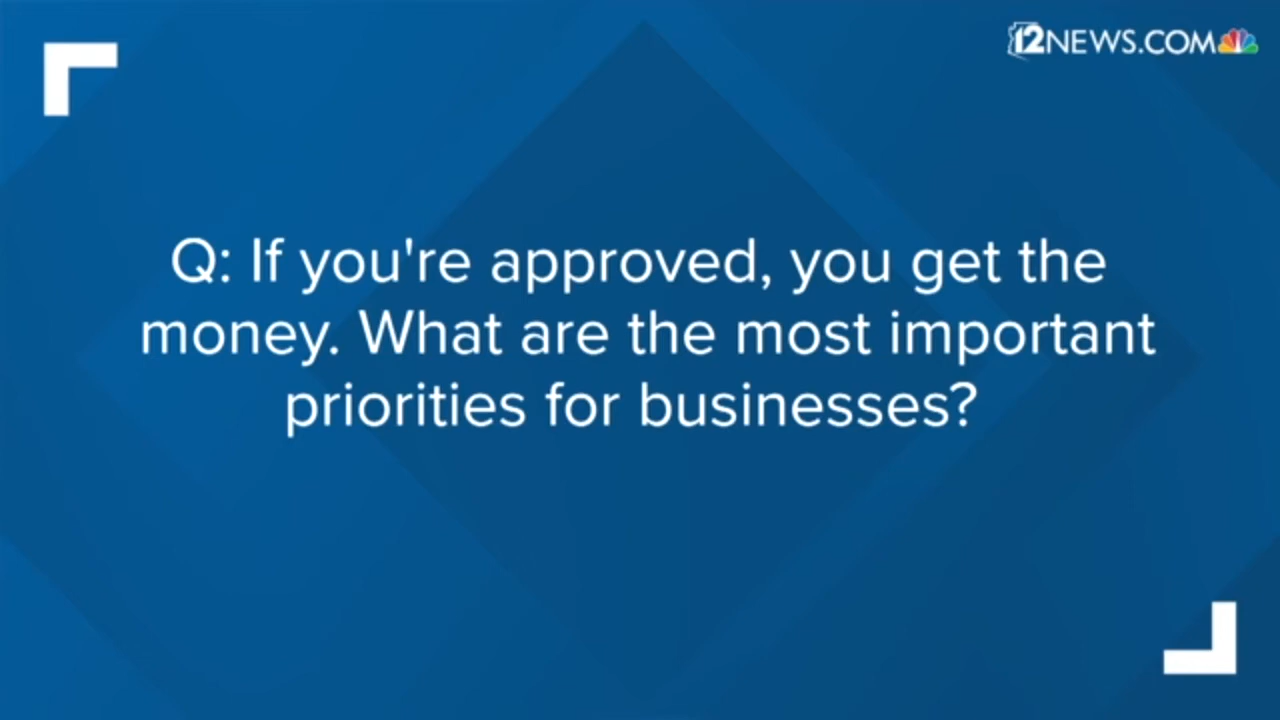 12NEWS.COM
Q: If you're approved, you get the
money. What are the most important
priorities for businesses?